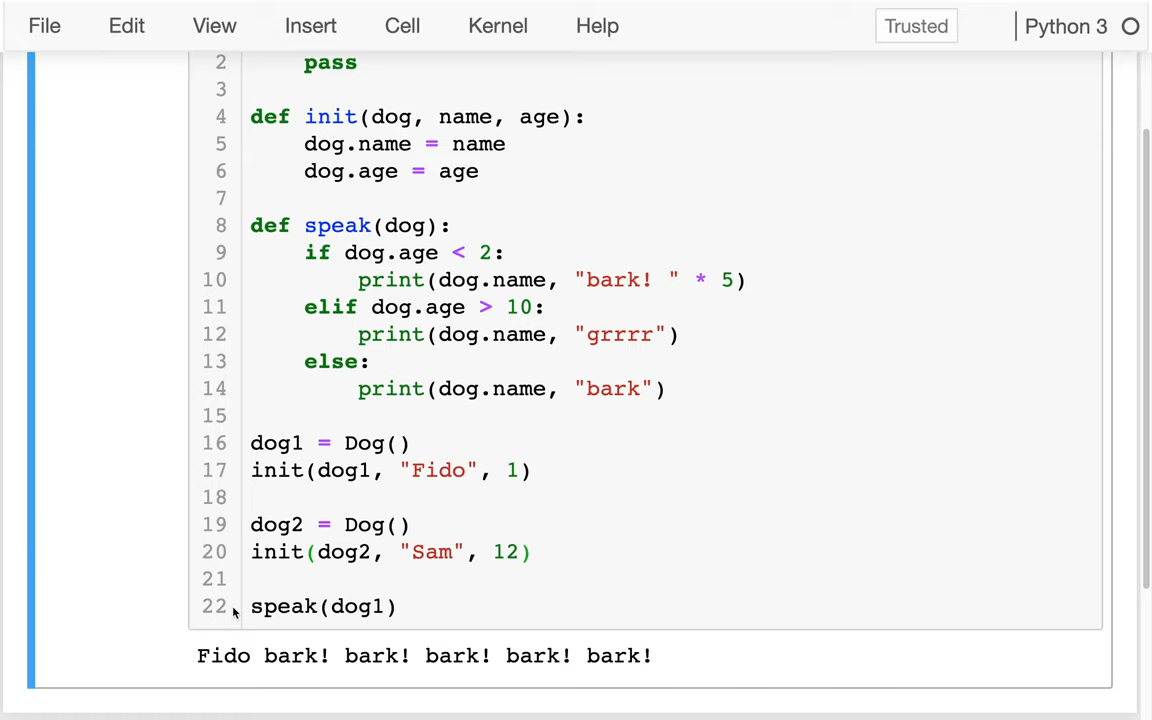 File Edit View Insert Cell Kernel Help Trusted Python 3
2 pass
3
4 def init(dog, name, age):
5 dog.name = name
6 dog.age = age
7
8 def speak(dog):
9 if dog.age < 2:
10 print(dog.name, "bark! " * 5)
11 elif dog.age > 10:
12 print(dog.name, "grrrr")
13 else:
14 print(dog.name, "bark")
15
16 dog1 = Dog()
17 init(dog1, "Fido", 1)
18
19 dog2 = Dog()
20 init(dog2, "Sam", 12)
21
22 speak(dog1)
Fido bark! bark! bark! bark! bark!